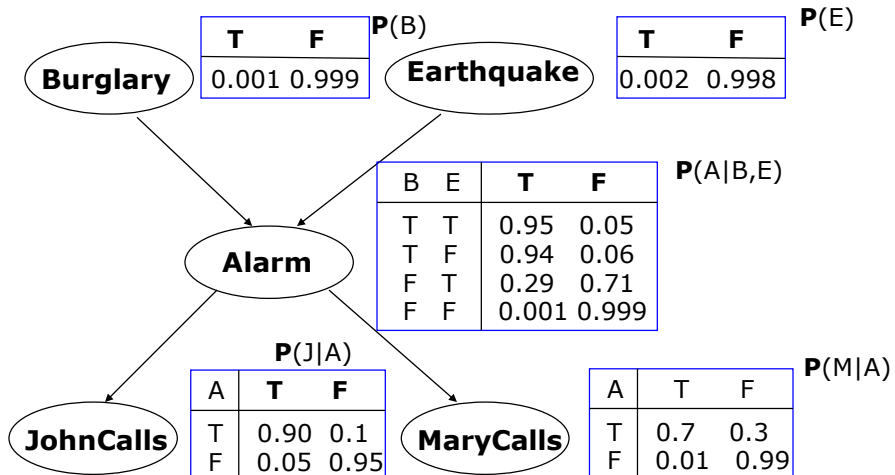 P(B)
T F
Burglary
0.001 0.999
P(E)
T F
Earthquake
0.002 0.998
P(A|B,E)
B E T F
T T 0.95 0.05
T F 0.94 0.06
F T 0.29 0.71
F F 0.001 0.999
Alarm
P(J|A)
A T F
T 0.90 0.1
F 0.05 0.95
JohnCalls
P(M|A)
A T F
T 0.7 0.3
F 0.01 0.99
MaryCalls